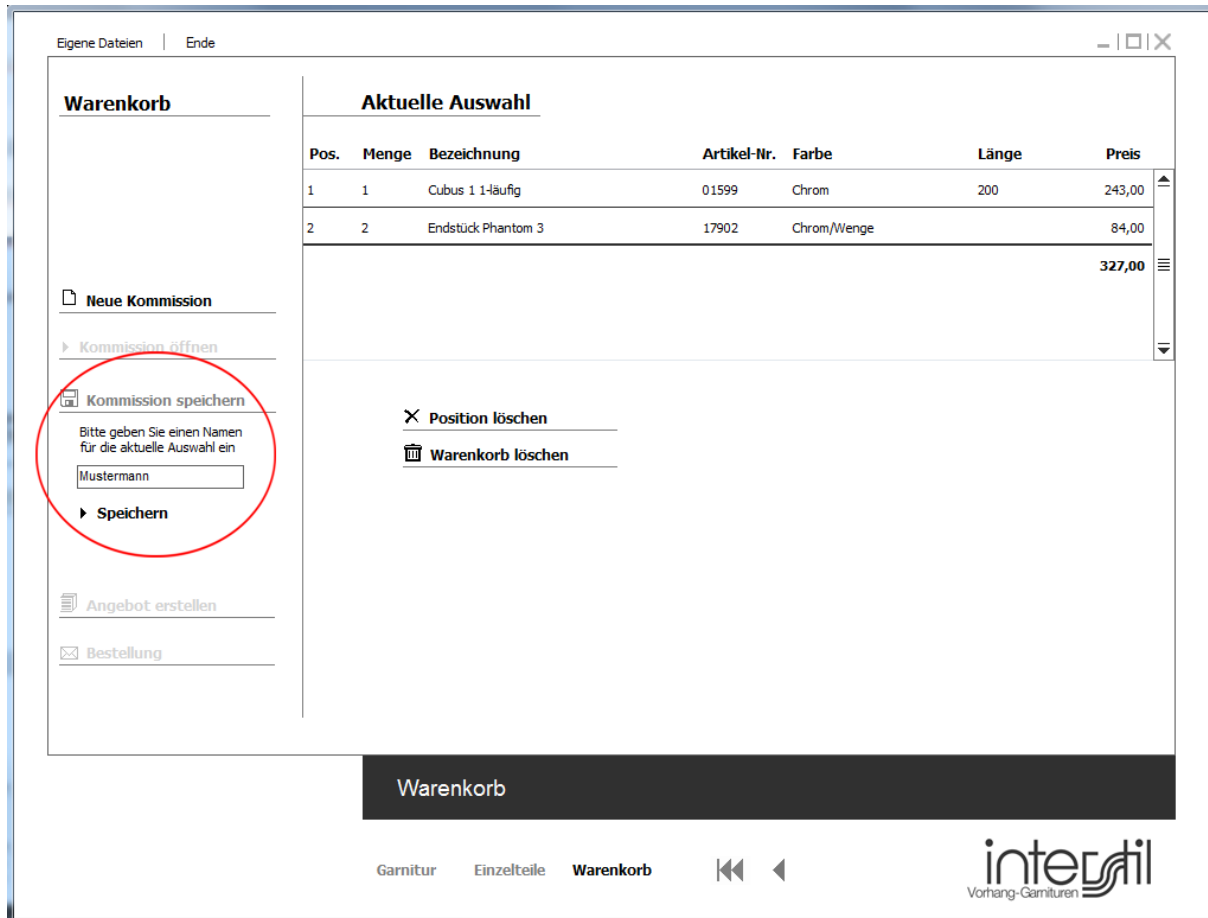 Eigene Dateien | Ende
Warenkorb
Aktuelle Auswahl
Pos. Menge Bezeichnung Artikel-Nr. Farbe Länge Preis
1 1 Cubus 1 1-läufig 01599 Chrom 200 243,00
2 2 Endstück Phantom 3 17902 Chrom/Wenge 84,00
327,00
Neue Kommission
Kommission öffnen
Kommission speichern
Bitte geben Sie einen Namen
für die aktuelle Auswahl ein
Mustermann
Speichern
Position löschen
Warenkorb löschen
Angebot erstellen
Bestellung
Warenkorb
Garnitur Einzelteile Warenkorb
interstil
Vorhang-Garnituren